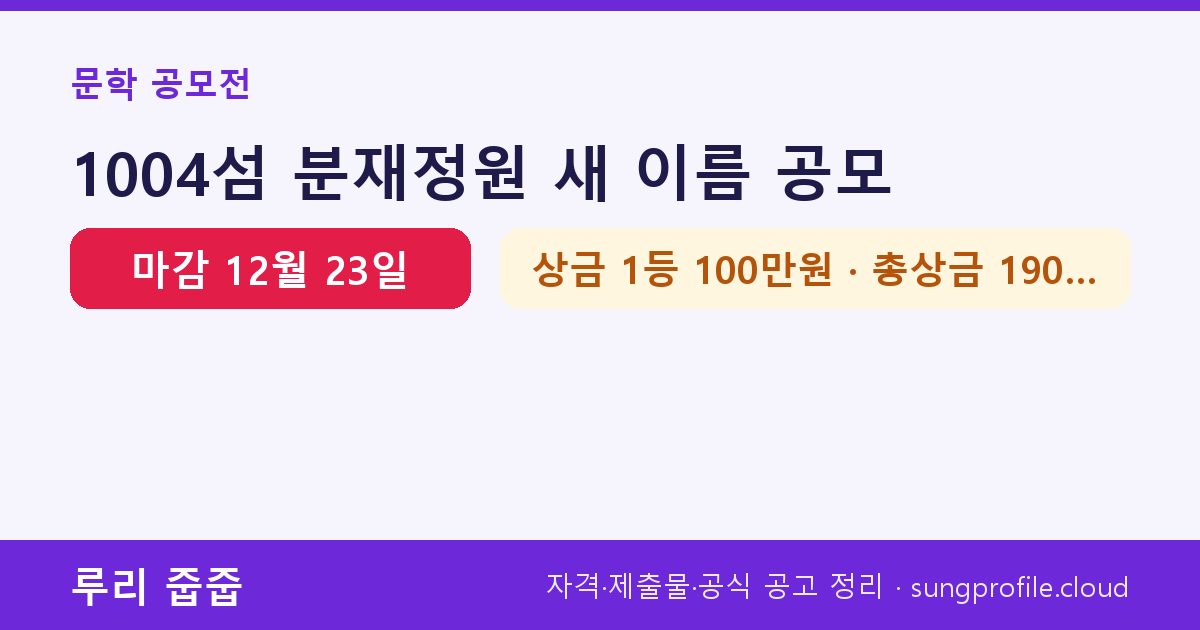 문학 공모전
1004섬 분재정원 새 이름 공모
마감 12월 23일
상금 1등 100만원 · 총상금 190...
루리 줍줍
자격·제출물·공식 공고 정리 · sungprofile.cloud